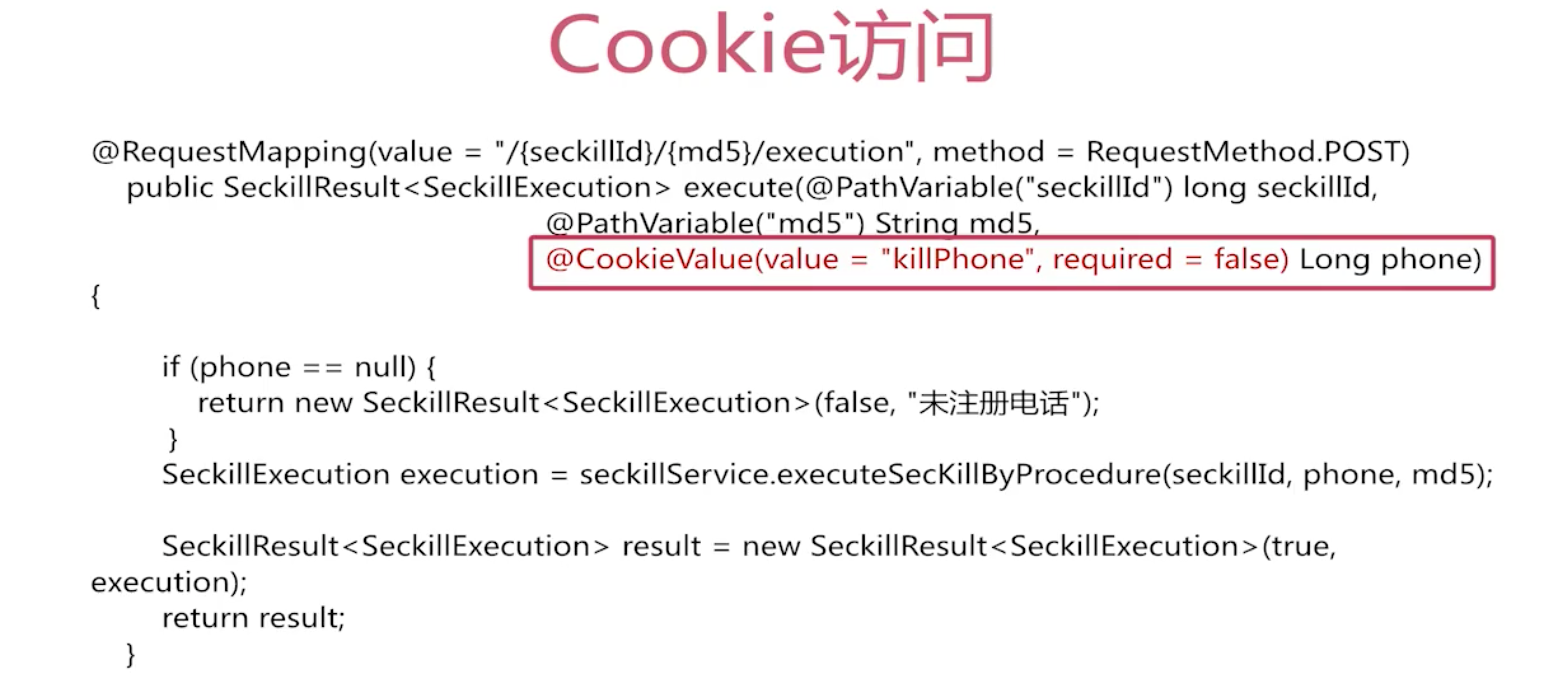 Cookie访问
@RequestMapping(value = "/{seckillId}/{md5}/execution", method = RequestMethod.POST)
public SeckillResult<SeckillExecution> execute(@PathVariable("seckillId") long seckillId,
@PathVariable("md5") String md5,
@CookieValue(value = "killPhone", required = false) Long phone)
{
if (phone == null) {
return new SeckillResult<SeckillExecution>(false, "未注册电话");
}
SeckillExecution execution = seckillService.executeSecKillByProcedure(seckillId, phone, md5);
SeckillResult<SeckillExecution> result = new SeckillResult<SeckillExecution>(true,
execution);
return result;
}